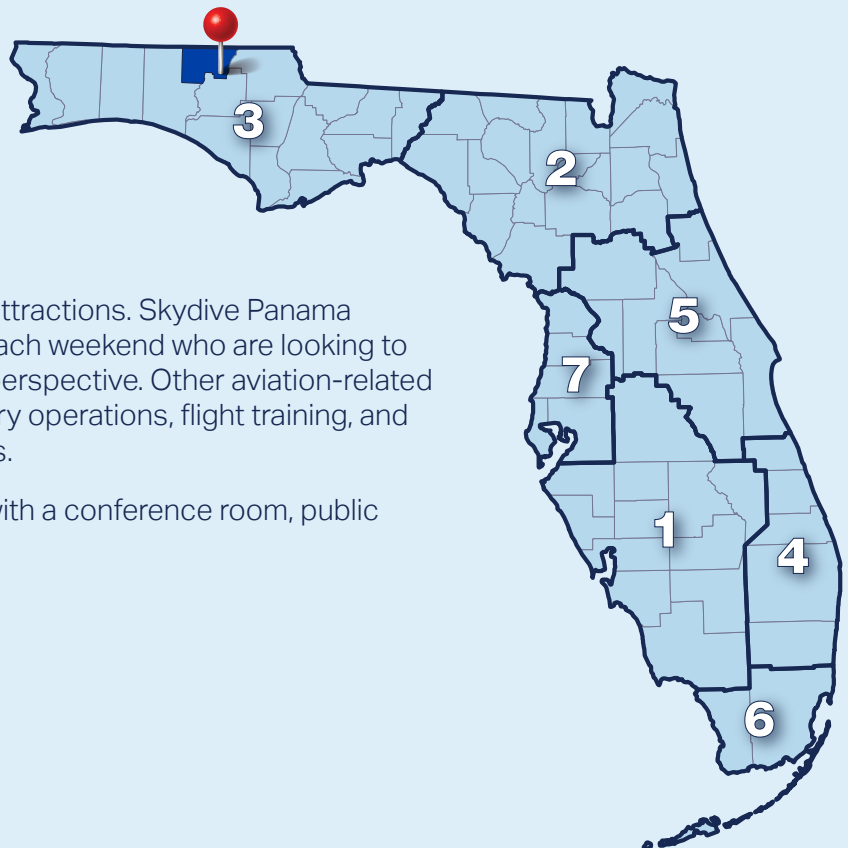 3
2
ttractions. Skydive Panama
ach weekend who are looking to
erspective. Other aviation-related
ry operations, flight training, and
s.
with a conference room, public
5
7
1
4
6